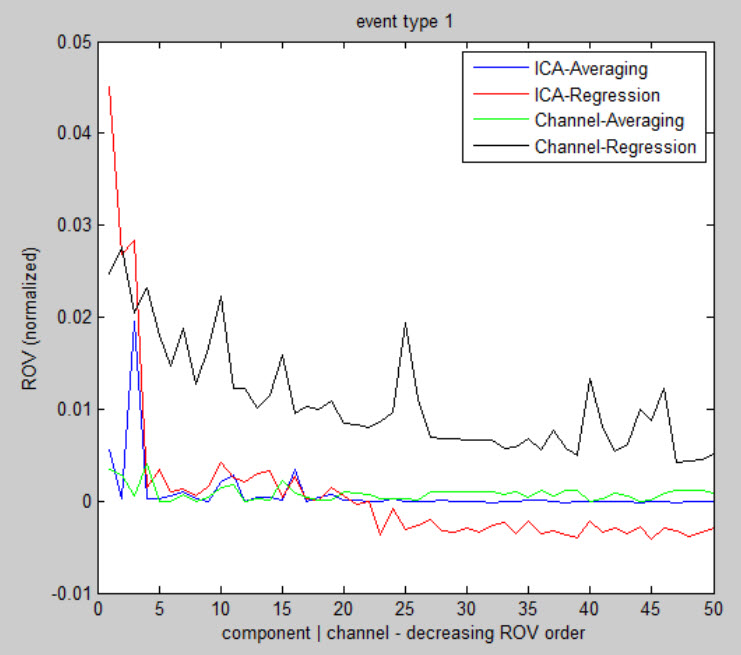 event type 1
0.05
0.04
0.03
0.02
0.01
0
-0.01
ROV (normalized)
ICA-Averaging
ICA-Regression
Channel-Averaging
Channel-Regression
0 5 10 15 20 25 30 35 40 45 50
component | channel - decreasing ROV order